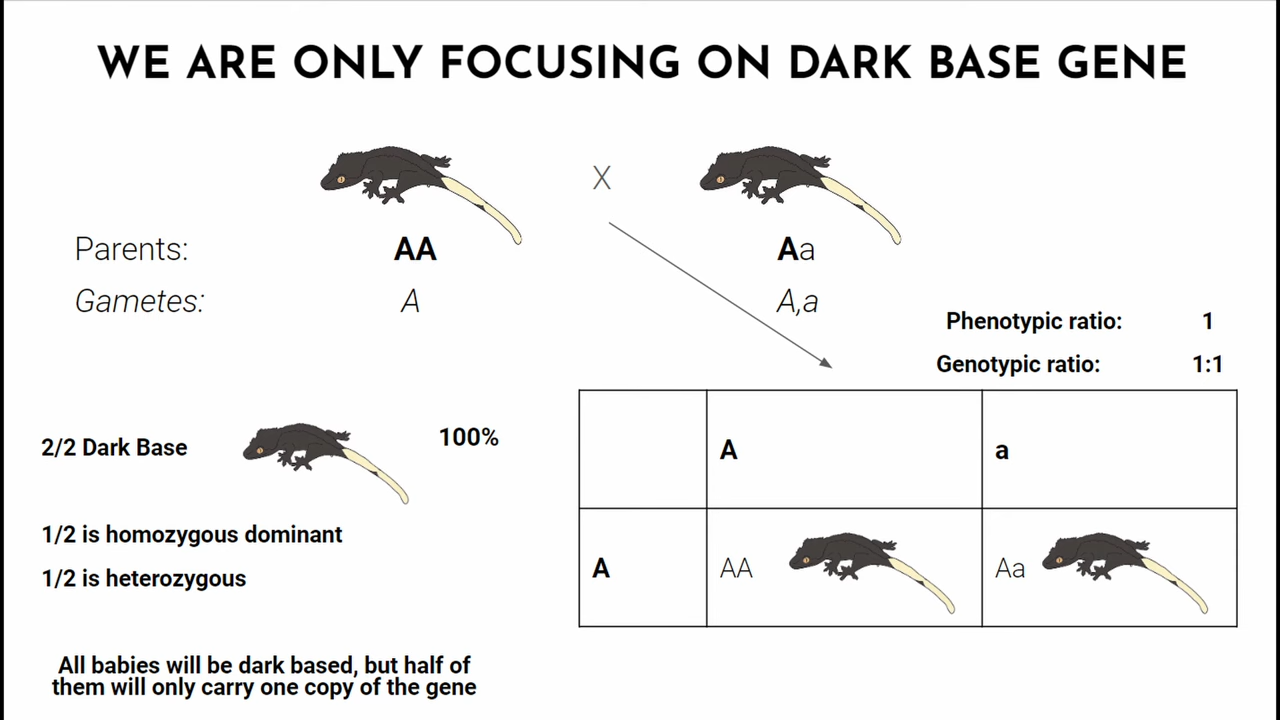 WE ARE ONLY FOCUSING ON DARK BASE GENE
X
Parents: AA Aa
Gametes: A A,a
Phenotypic ratio: 1
Genotypic ratio: 1:1
2/2 Dark Base 100%
1/2 is homozygous dominant
1/2 is heterozygous
All babies will be dark based, but half of
them will only carry one copy of the gene
A a
A AA Aa